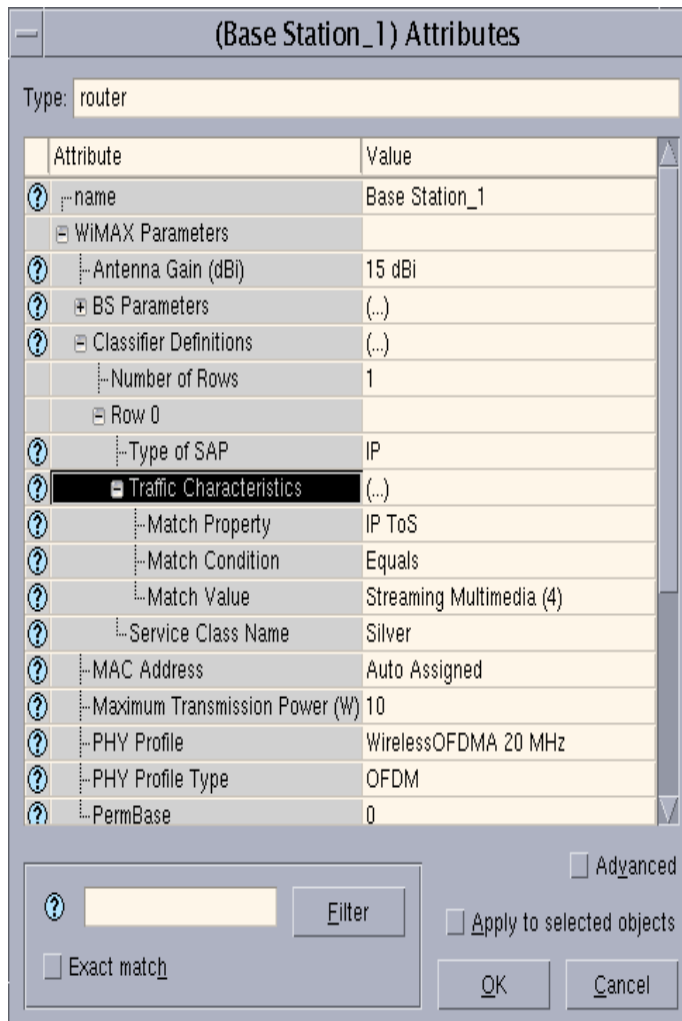 (Base Station_1) Attributes
Type: router
Attribute Value
name Base Station_1
WiMAX Parameters
Antenna Gain (dBi) 15 dBi
BS Parameters (...)
Classifier Definitions (...)
Number of Rows 1
Row 0
Type of SAP IP
Traffic Characteristics (...)
Match Property IP ToS
Match Condition Equals
Match Value Streaming Multimedia (4)
Service Class Name Silver
MAC Address Auto Assigned
Maximum Transmission Power (W) 10
PHY Profile WirelessOFDMA 20 MHz
PHY Profile Type OFDM
PermBase 0
Advanced
Filter
Apply to selected objects
Exact match
OK Cancel